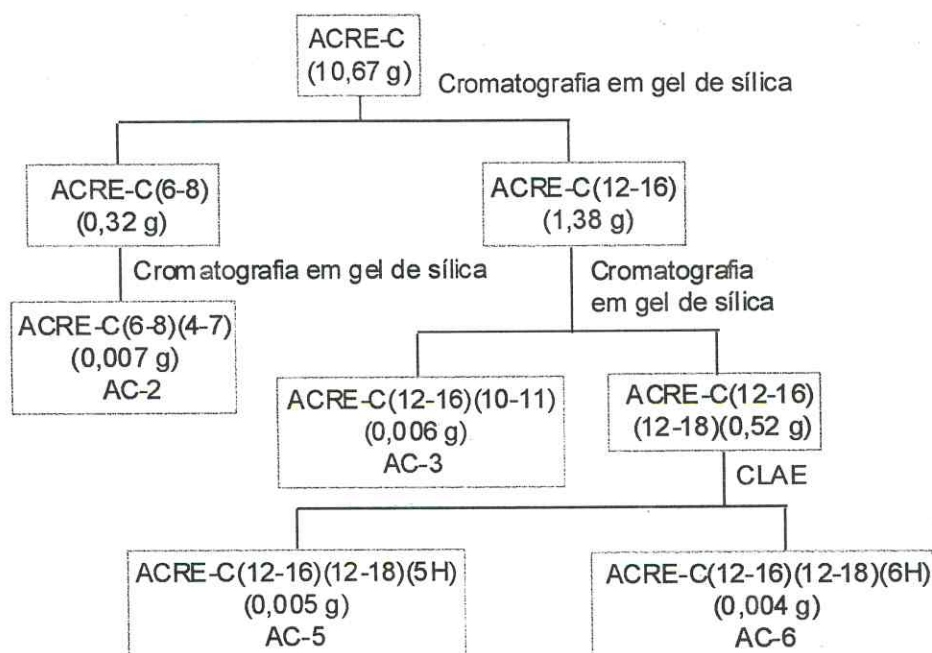 ACRE-C
(10,67 g)
Cromatografia em gel de sílica
ACRE-C(6-8)
(0,32 g)
ACRE-C(12-16)
(1,38 g)
Cromatografia em gel de sílica
Cromatografia
em gel de sílica
ACRE-C(6-8)(4-7)
(0,007 g)
AC-2
ACRE-C(12-16)(10-11)
(0,006 g)
AC-3
ACRE-C(12-16)
(12-18)(0,52 g)
CLAE
ACRE-C(12-16)(12-18)(5H)
(0,005 g)
AC-5
ACRE-C(12-16)(12-18)(6H)
(0,004 g)
AC-6